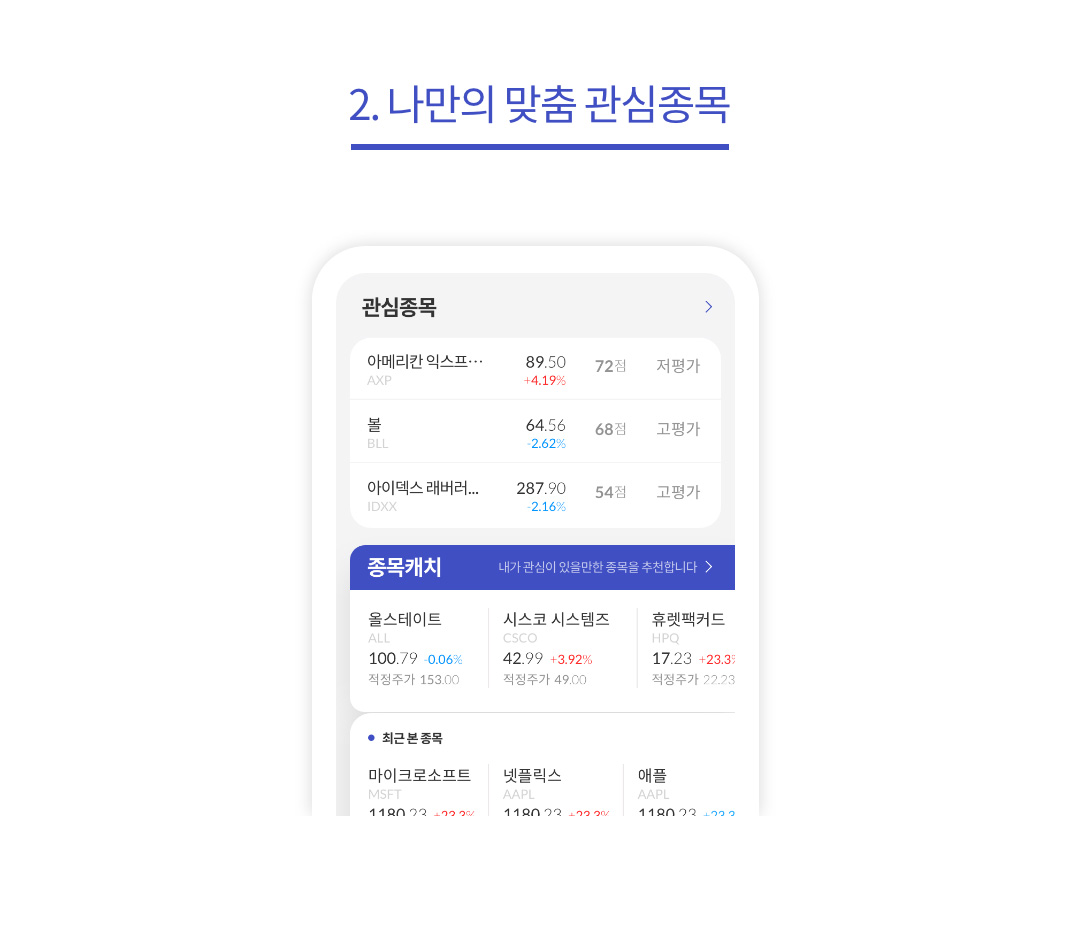 2. 나만의 맞춤 관심종목
관심종목
아메리칸 익스프… 89.50 72점 저평가
AXP +4.19%
볼 64.56 68점 고평가
BLL -2.62%
아이덱스 래버러... 287.90 54점 고평가
IDXX -2.16%
종목캐치 내가 관심이 있을만한 종목을 추천합니다
올스테이트 시스코 시스템즈 휴렛팩커드
ALL CSCO HPQ
100.79 -0.06% 42.99 +3.92% 17.23 +23.3%
적정주가 153.00 적정주가 49.00 적정주가 22.23
최근 본 종목
마이크로소프트 넷플릭스 애플
MSFT AAPL AAPL
1180.23 +23.3% 1180.23 +23.3% 1180.23 +23.3